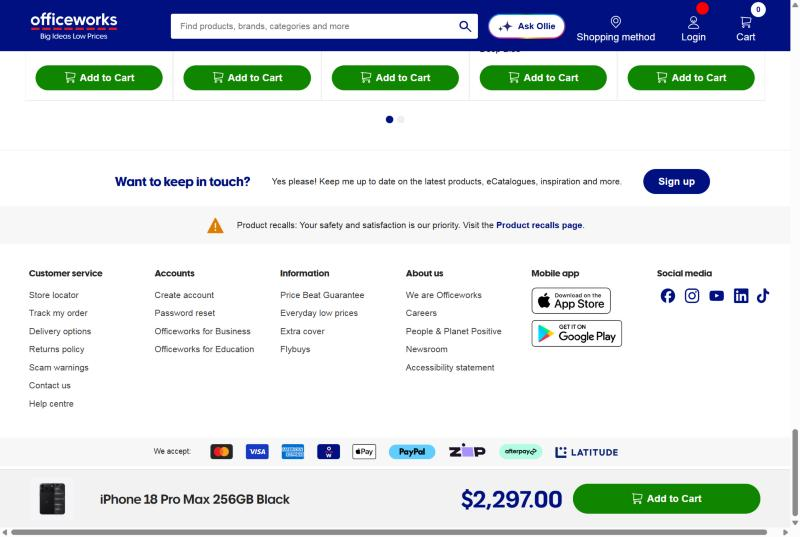 officeworks
Big Ideas Low Prices
Find products, brands, categories and more
Ask Ollie
Shopping method
Login
0
Cart
Add to Cart
Add to Cart
Add to Cart
Add to Cart
Add to Cart
Want to keep in touch?
Yes please! Keep me up to date on the latest products, eCatalogues, inspiration and more.
Sign up
Product recalls: Your safety and satisfaction is our priority. Visit the Product recalls page.
Customer service
Store locator
Track my order
Delivery options
Returns policy
Scam warnings
Contact us
Help centre
Accounts
Create account
Password reset
Officeworks for Business
Officeworks for Education
Information
Price Beat Guarantee
Everyday low prices
Extra cover
Flybuys
About us
We are Officeworks
Careers
People & Planet Positive
Newsroom
Accessibility statement
Mobile app
Download on the
App Store
GET IT ON
Google Play
Social media
We accept:
VISA
AMERICAN EXPRESS
OW
Pay
PayPal
ZIP
afterpay
LATITUDE
iPhone 18 Pro Max 256GB Black
$2,297.00
Add to Cart